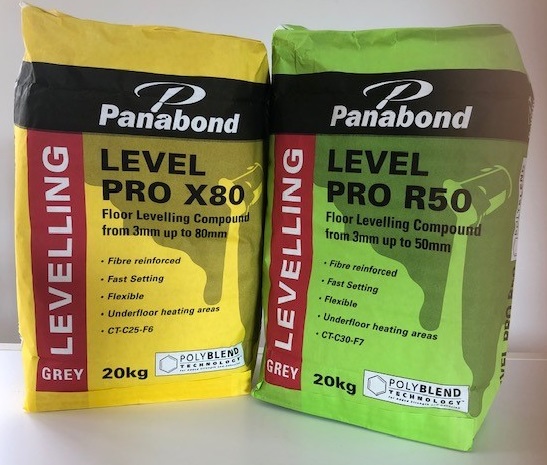 Panabond
LEVELLING
GREY
LEVEL
PRO X80
Floor Levelling Compound
from 3mm up to 80mm
• Fibre reinforced
• Fast Setting
• Flexible
• Underfloor heating areas
• CT-C25-F6
20kg
POLYBLEND
TECHNOLOGY
Panabond
LEVELLING
GREY
LEVEL
PRO R50
Floor Levelling Compound
from 3mm up to 50mm
• Fibre reinforced
• Fast Setting
• Flexible
• Underfloor heating areas
• CT-C30-F7
20kg
POLYBLEND
TECHNOLOGY